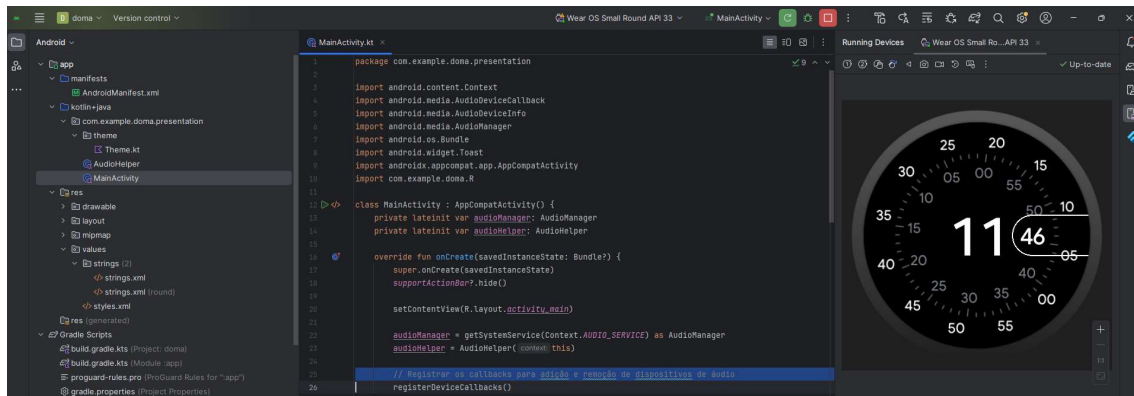 D doma Version control
Wear OS Small Round API 33
MainActivity
Android
app
manifests
AndroidManifest.xml
kotlin+java
com.example.doma.presentation
theme
Theme.kt
AudioHelper
MainActivity
res
drawable
layout
mipmap
values
strings (2)
strings.xml
strings.xml (round)
styles.xml
res (generated)
Gradle Scripts
build.gradle.kts (Project: doma)
build.gradle.kts (Module :app)
proguard-rules.pro (ProGuard Rules for ":app")
gradle.properties (Project Properties)
MainActivity.kt
9
1 package com.example.doma.presentation
2
3 import android.content.Context
4 import android.media.AudioDeviceCallback
5 import android.media.AudioDeviceInfo
6 import android.media.AudioManager
7 import android.os.Bundle
8 import android.widget.Toast
9 import androidx.appcompat.app.AppCompatActivity
10 import com.example.doma.R
11
12 class MainActivity : AppCompatActivity() {
13 private lateinit var audioManager: AudioManager
14 private lateinit var audioHelper: AudioHelper
15
16 override fun onCreate(savedInstanceState: Bundle?) {
17 super.onCreate(savedInstanceState)
18 supportActionBar?.hide()
19
20 setContentView(R.layout.activity_main)
21
22 audioManager = getSystemService(Context.AUDIO_SERVICE) as AudioManager
23 audioHelper = AudioHelper( context: this)
24
25 // Registrar os callbacks para adição e remoção de dispositivos de áudio
26 registerDeviceCallbacks()
Running Devices
Wear OS Small Ro...API 33
Up-to-date
25 20
30 05 00 55 15
10 50 10
35 15
11 46
40 20 40 05
25 30 35
45 00
50 55
1:1